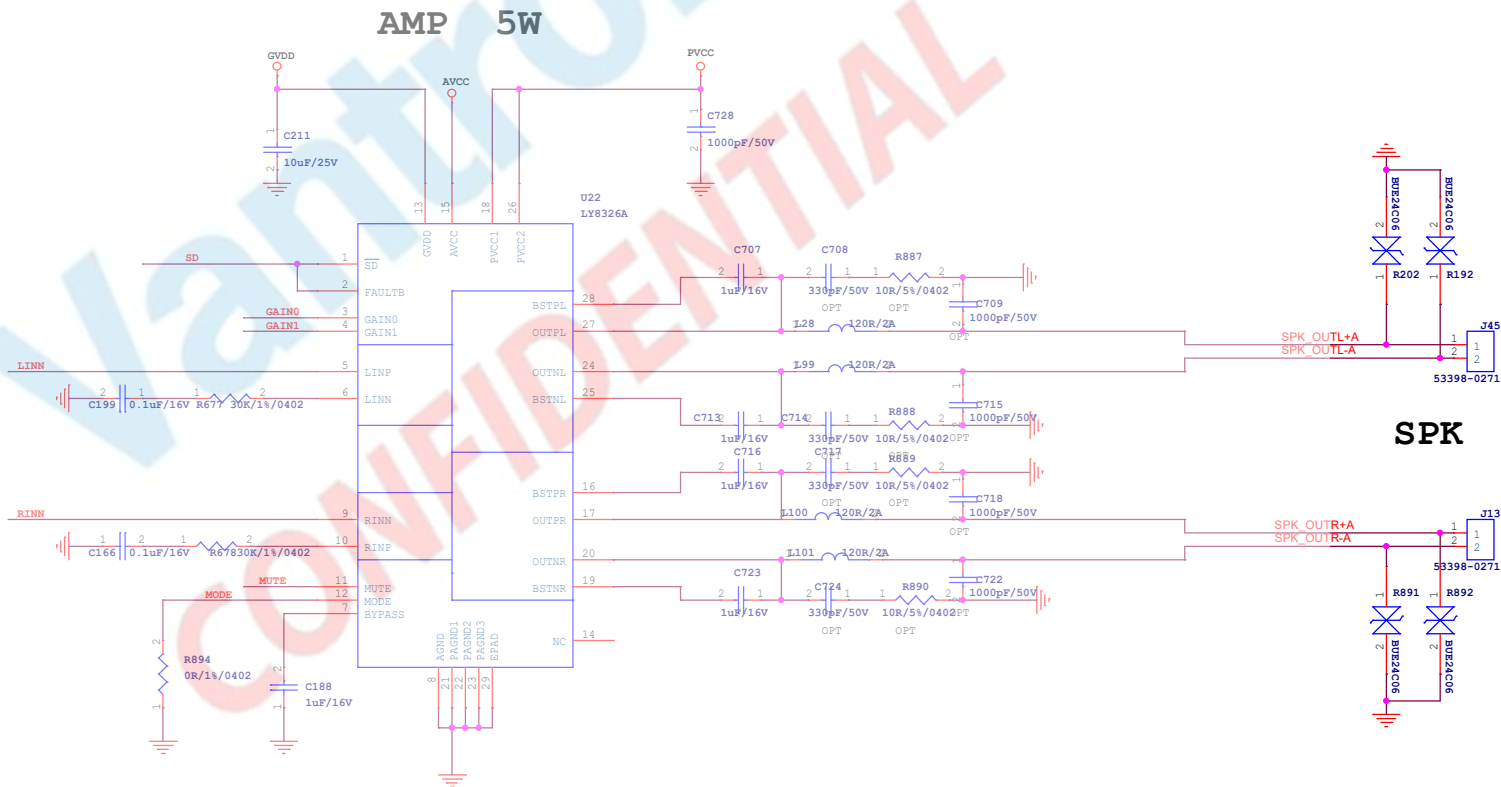 AMP 5W
GVDD
AVCC
PVCC
C211
10uF/25V
C728
1000pF/50V
U22
LY8326A
13
15
18
26
GVDD
AVCC
PVCC1
PVCC2
SD
1
SD
2
FAULTB
GAIN0
3
GAIN0
GAIN1
4
GAIN1
LINN
5
LINP
6
LINN
C199
0.1uF/16V
R677 30K/1%/0402
RINN
9
RINN
10
RINP
C166
0.1uF/16V
R678 30K/1%/0402
MUTE
11
MUTE
MODE
12
MODE
7
BYPASS
R894
0R/1%/0402
C188
1uF/16V
AGND
PAGND1
PAGND2
PAGND3
EPAD
8
21
22
23
29
NC
14
BSTPL
28
OUTPL
27
OUTNL
24
BSTNL
25
BSTPR
16
OUTPR
17
OUTNR
20
BSTNR
19
C707
1uF/16V
C708
330pF/50V
OPT
R887
10R/5%/0402
OPT
C709
1000pF/50V
OPT
L28
120R/2A
L99
120R/2A
C713
1uF/16V
C714
330pF/50V
OPT
R888
10R/5%/0402
OPT
C715
1000pF/50V
OPT
C716
1uF/16V
C717
330pF/50V
OPT
R889
10R/5%/0402
OPT
C718
1000pF/50V
OPT
L100
120R/2A
L101
120R/2A
C723
1uF/16V
C724
330pF/50V
OPT
R890
10R/5%/0402
OPT
C722
1000pF/50V
OPT
BUE24C06
BUE24C06
R202
R192
SPK_OUTL+A
SPK_OUTL-A
J45
1
2
53398-0271
SPK
SPK_OUTR+A
SPK_OUTR-A
J13
1
2
53398-0271
R891
R892
BUE24C06
BUE24C06
CONFIDENTIAL